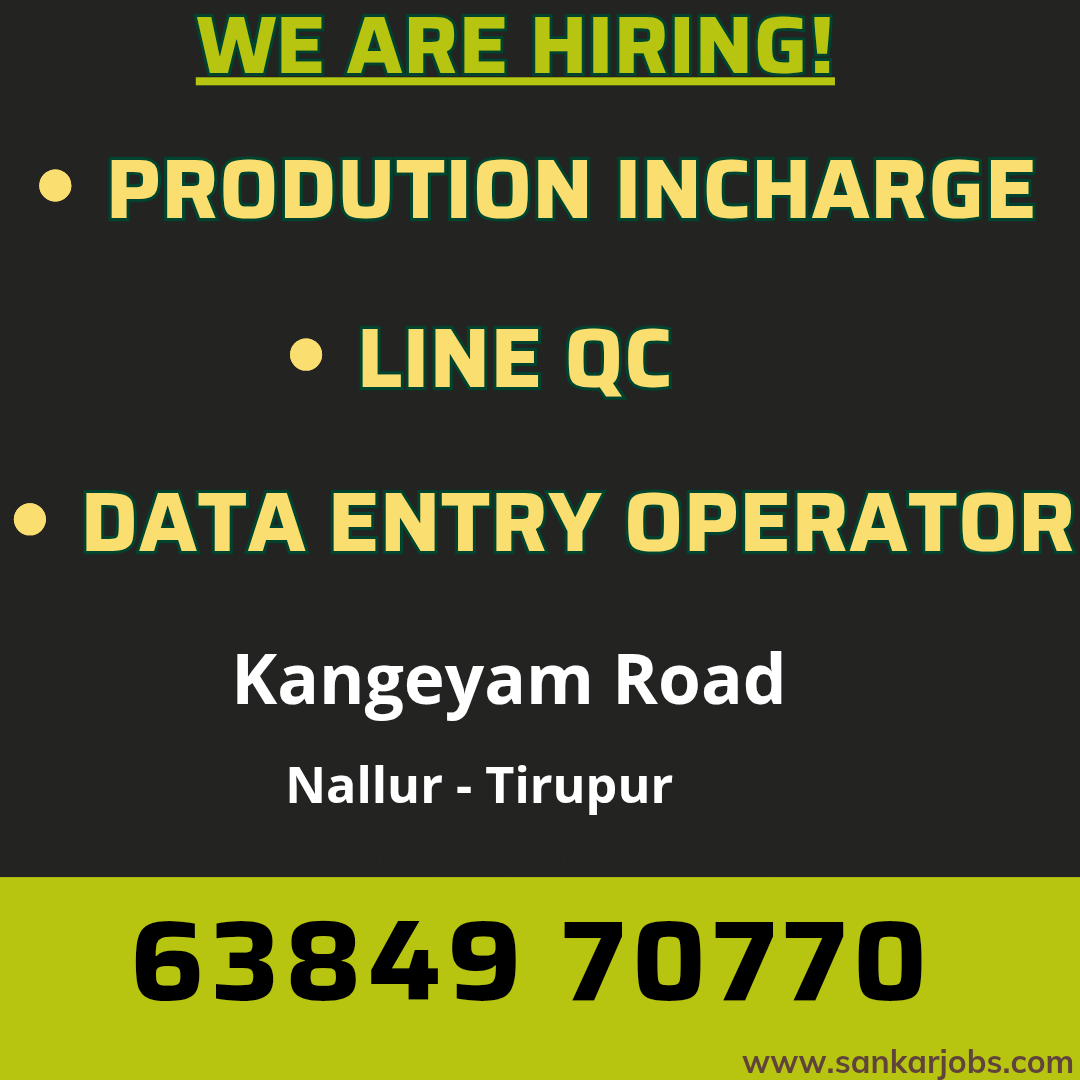 WE ARE HIRING!
• PRODUTION INCHARGE
• LINE QC
• DATA ENTRY OPERATOR
Kangeyam Road
Nallur - Tirupur
63849 70770
www.sankarjobs.com